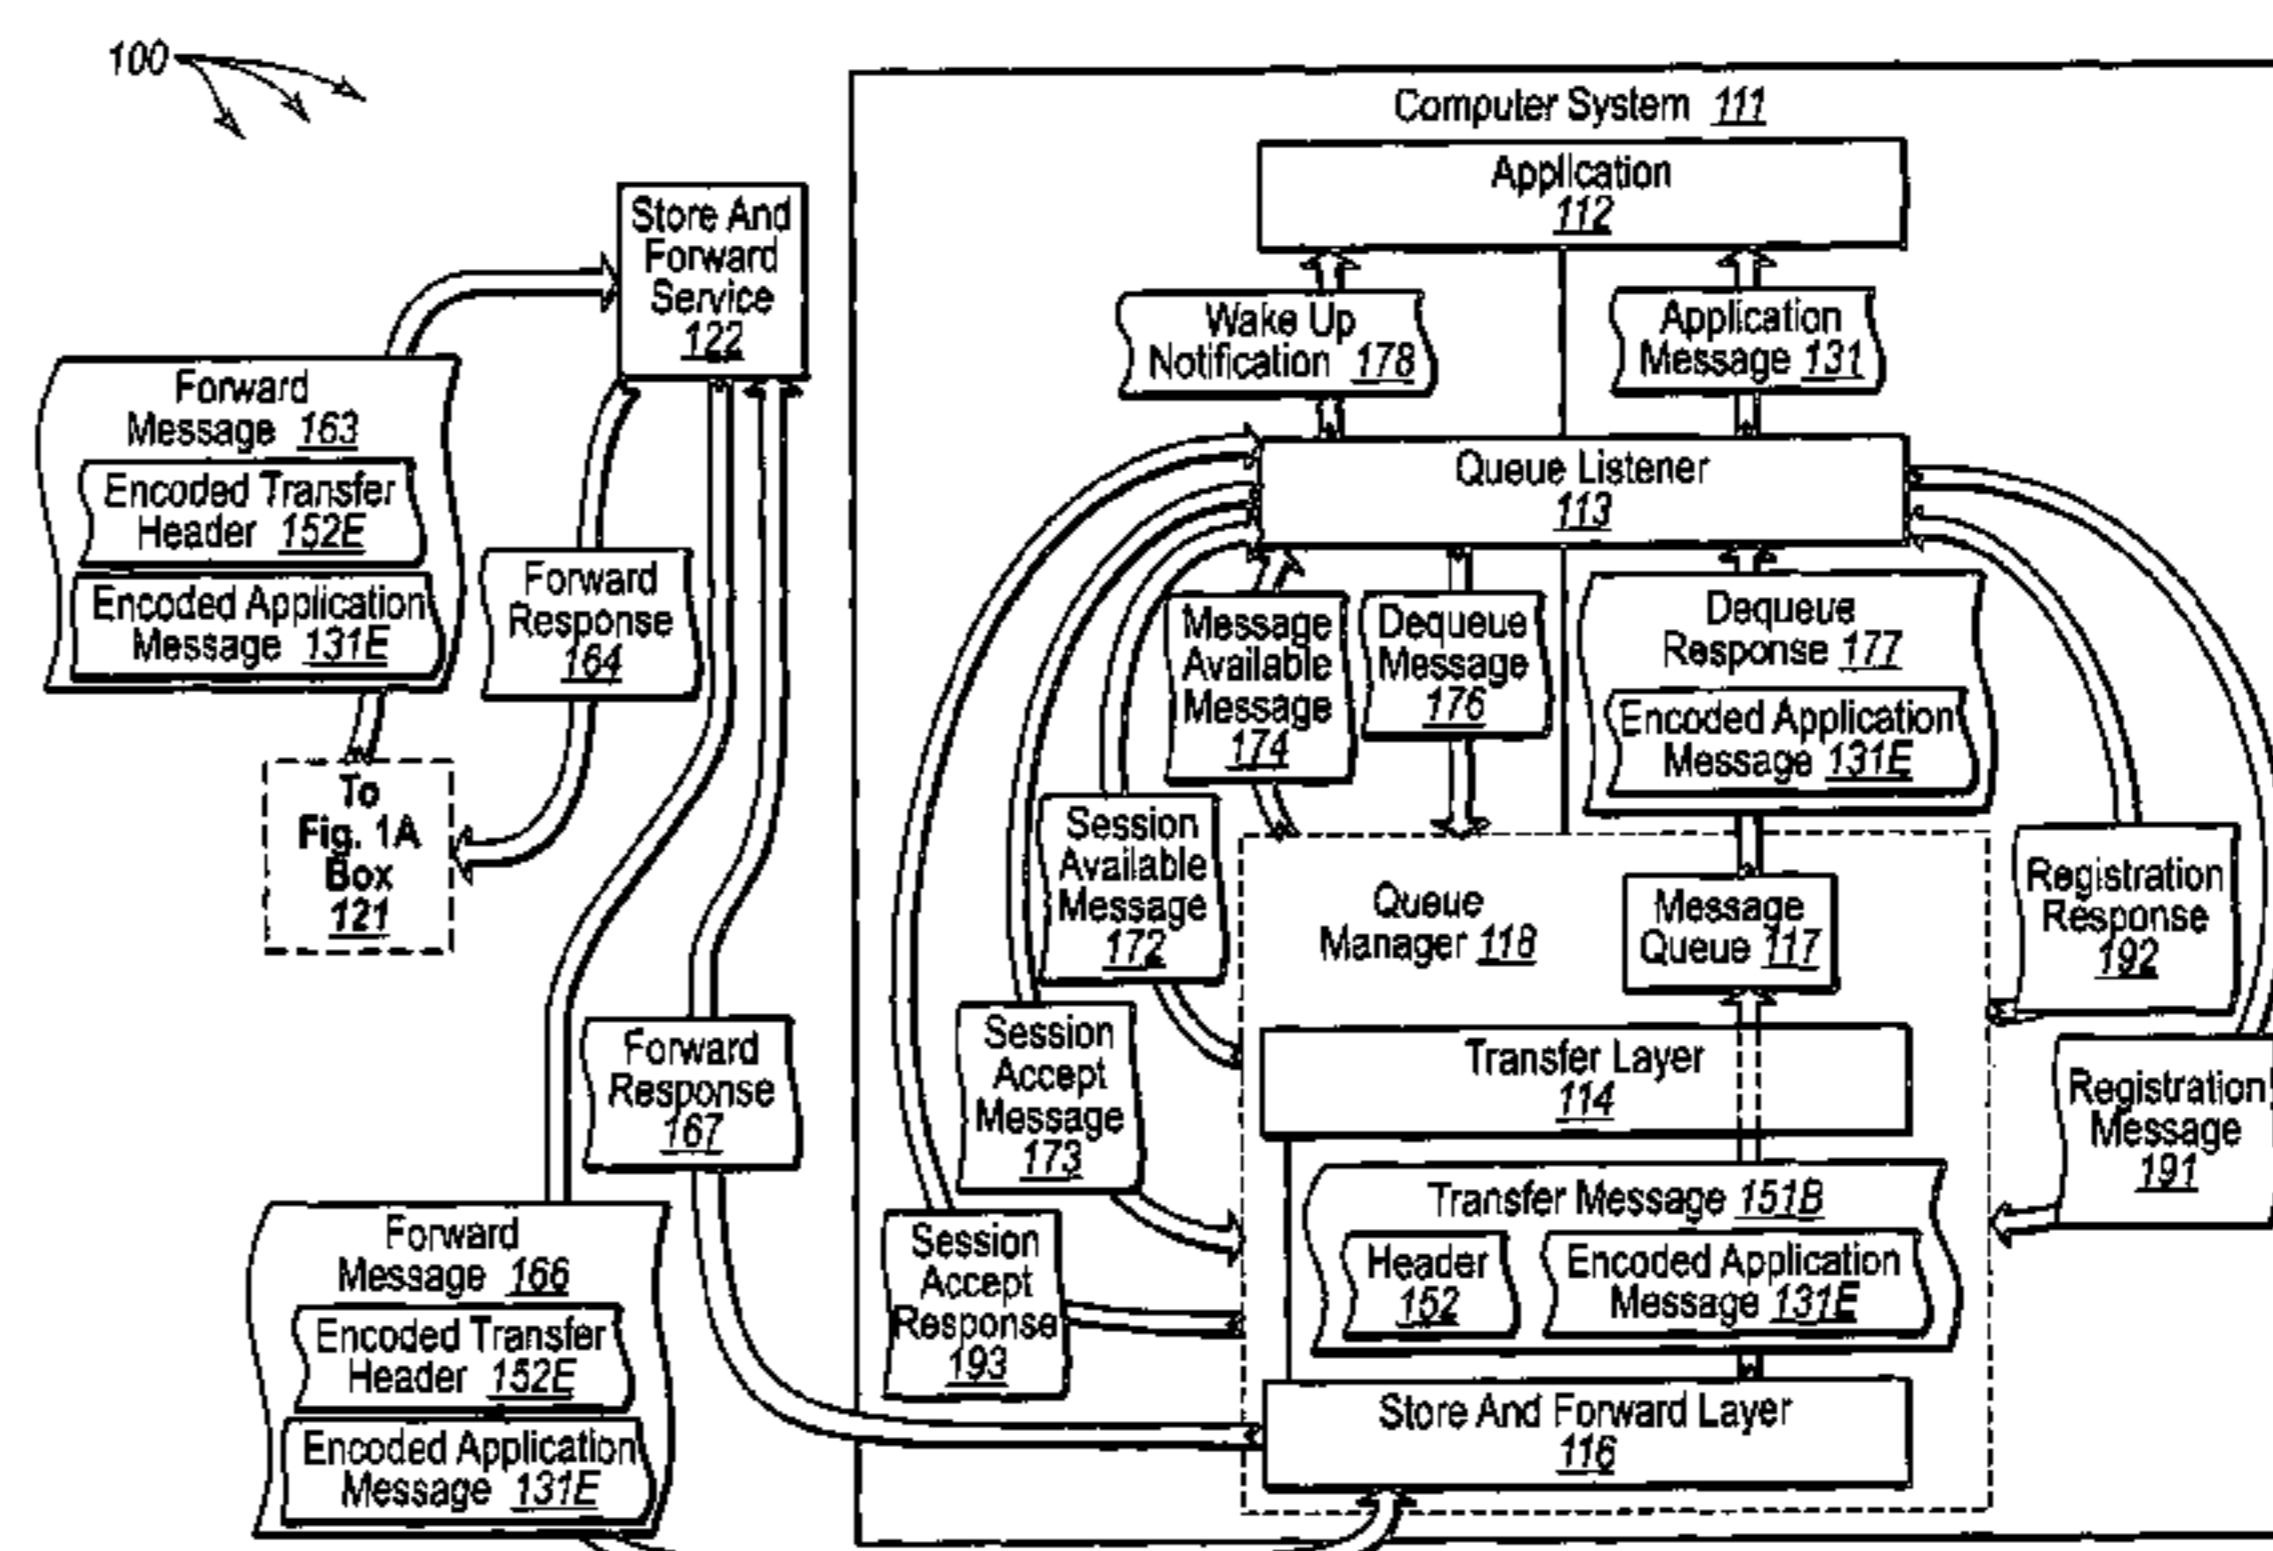 100
Computer System 111
Application
112
Store And
Forward
Service
122
Wake Up
Notification 178
Application
Message 131
Forward
Message 163
Encoded Transfer
Header 152E
Encoded Application
Message 131E
Queue Listener
113
Forward
Response
164
Message
Available
Message
174
Dequeue
Message
176
Dequeue
Response 177
Encoded Application
Message 131E
To
Fig. 1A
Box
121
Session
Available
Message
172
Queue
Manager 118
Message
Queue 117
Registration
Response
192
Session
Accept
Message
173
Forward
Response
167
Transfer Layer
114
Registration
Message
191
Transfer Message 151B
Header
152
Encoded Application
Message 131E
Session
Accept
Response
193
Forward
Message 166
Encoded Transfer
Header 152E
Encoded Application
Message 131E
Store And Forward Layer
116